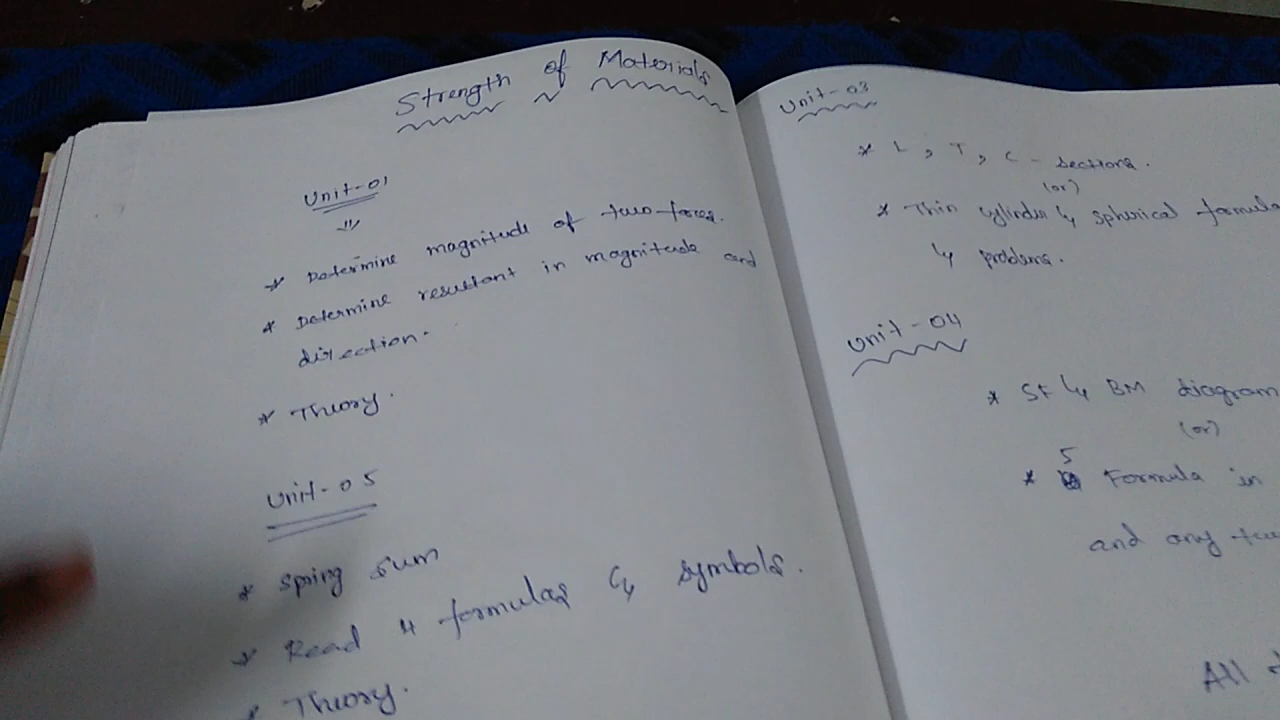 Strength of Materials
Unit-01
* Determine magnitude of two forces.
* Determine resultant in magnitude and
direction.
* Theory.
Unit-05
* Spring sum
* Read 4 formulas & symbols.
* Theory.
Unit-03
* L, T, C - sections.
(or)
* Thin cylinder & spherical formula
& problems.
Unit-04
* SF & BM diagram
(or)
* 5 Formula in
and any
All